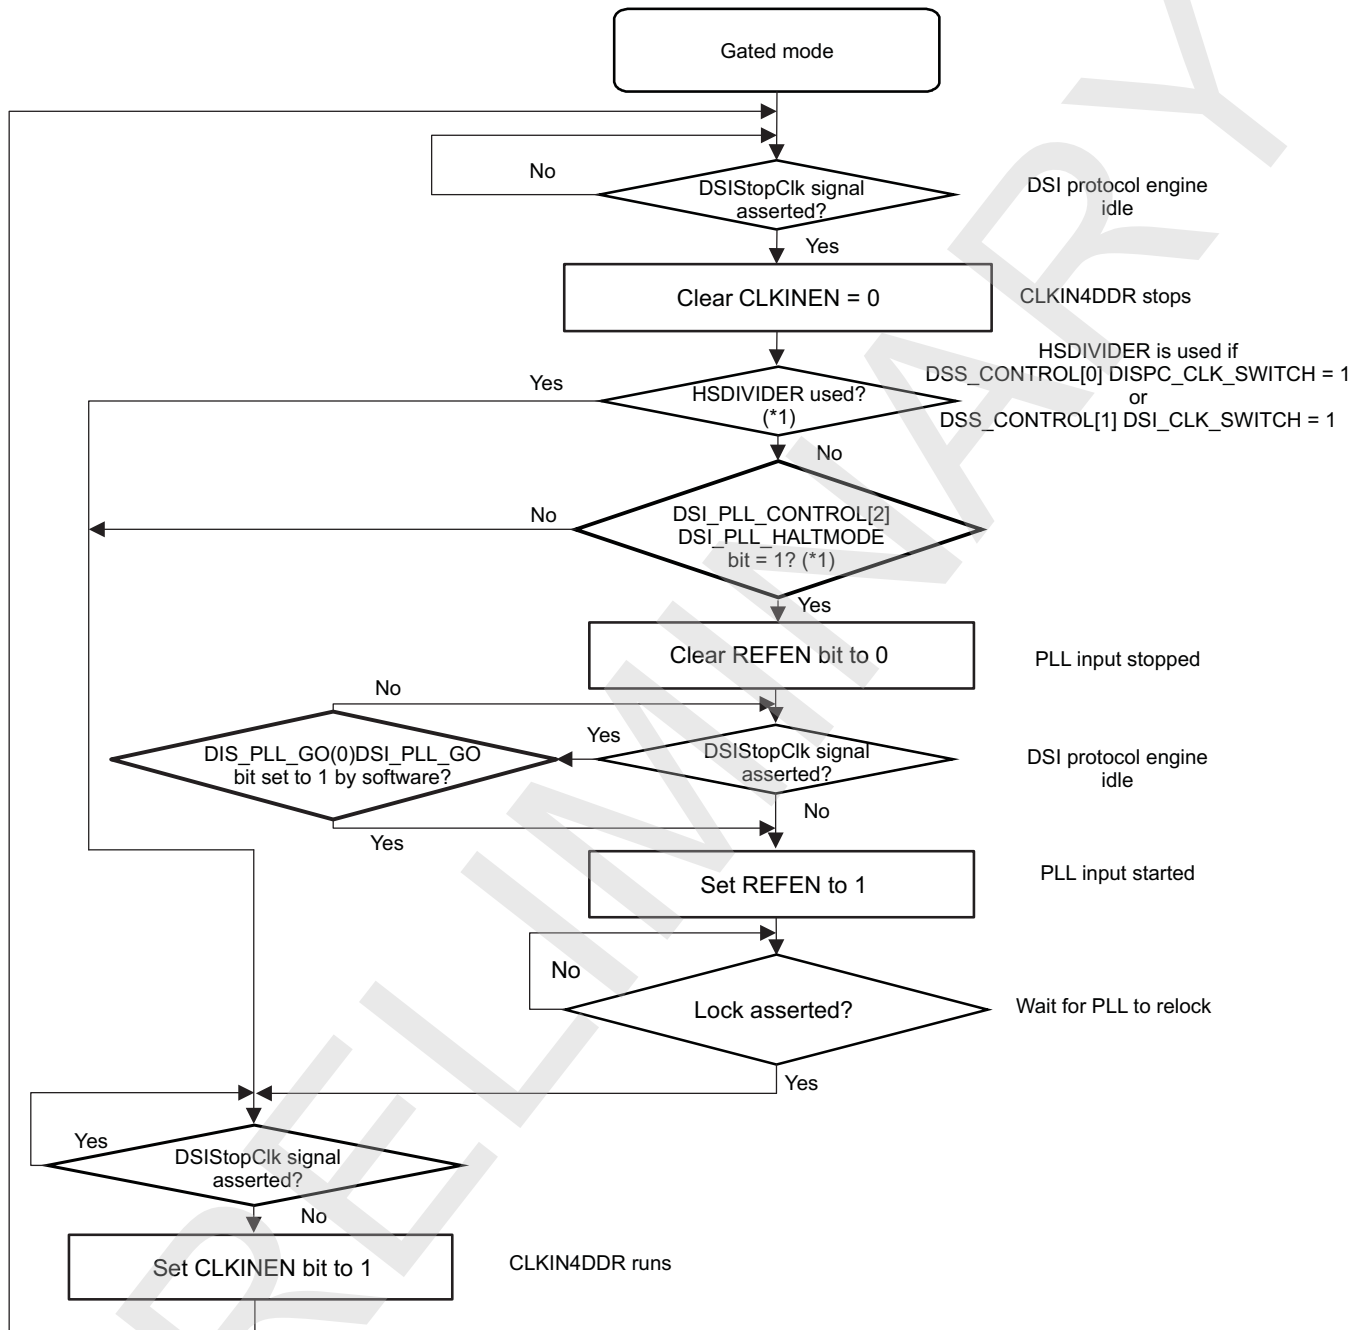 Gated mode
No
DSIStopClk signal
asserted?
DSI protocol engine
idle
Yes
Clear CLKINEN = 0
CLKIN4DDR stops
Yes
HSDIVIDER used?
(*1)
HSDIVIDER is used if
DSS_CONTROL[0] DISPC_CLK_SWITCH = 1
or
DSS_CONTROL[1] DSI_CLK_SWITCH = 1
No
No
DSI_PLL_CONTROL[2]
DSI_PLL_HALTMODE
bit = 1? (*1)
Yes
Clear REFEN bit to 0
PLL input stopped
No
DIS_PLL_GO(0)DSI_PLL_GO
bit set to 1 by software?
Yes
DSIStopClk signal
asserted?
DSI protocol engine
idle
No
Yes
Set REFEN to 1
PLL input started
No
Lock asserted?
Wait for PLL to relock
Yes
Yes
DSIStopClk signal
asserted?
No
Set CLKINEN bit to 1
CLKIN4DDR runs
PRELIMINARY